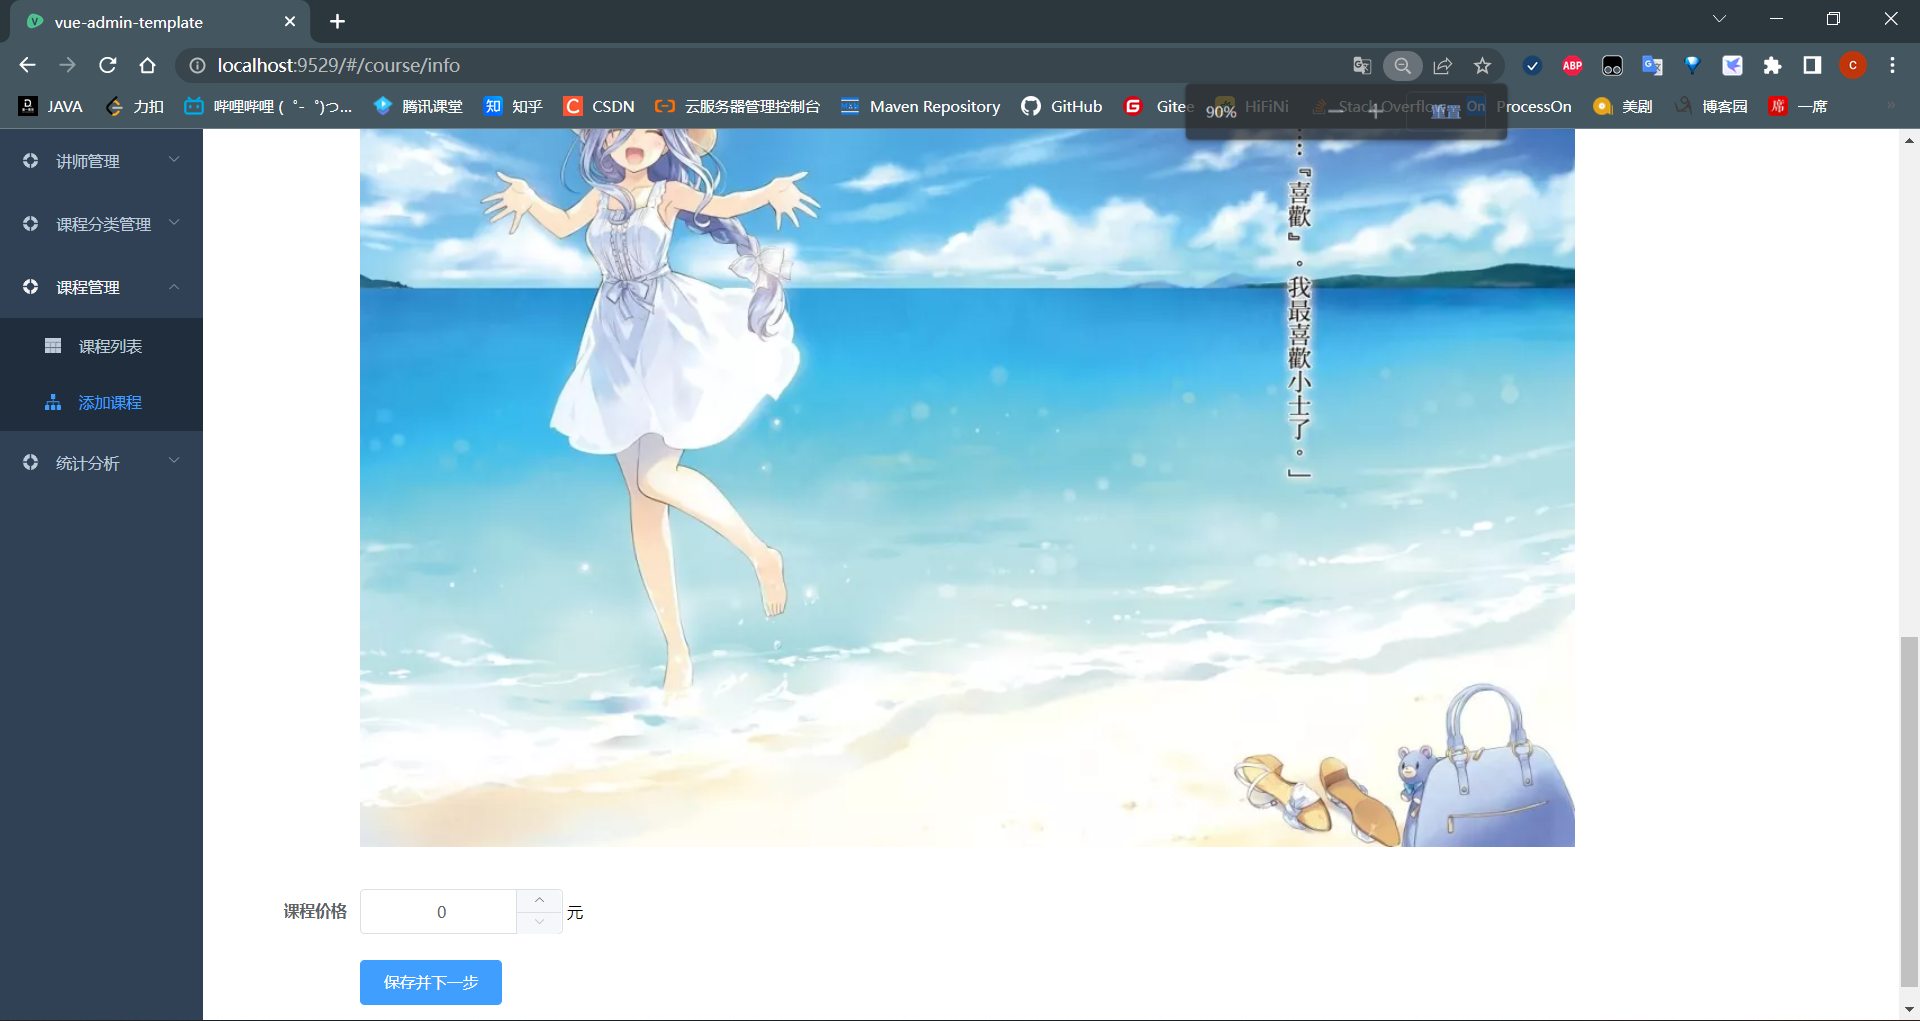 vue-admin-template
localhost:9529/#/course/info
JAVA
力扣
哔哩哔哩 ( ゜- ゜)つ...
腾讯课堂
知乎
CSDN
云服务器管理控制台
Maven Repository
GitHub
Gitee
HiFiNi
Stack Overflow
ProcessOn
美剧
博客园
一席
90%
重置
讲师管理
课程分类管理
课程管理
课程列表
添加课程
统计分析
…『喜歡』。我最喜歡小士了。」
课程价格
0
元
保存并下一步